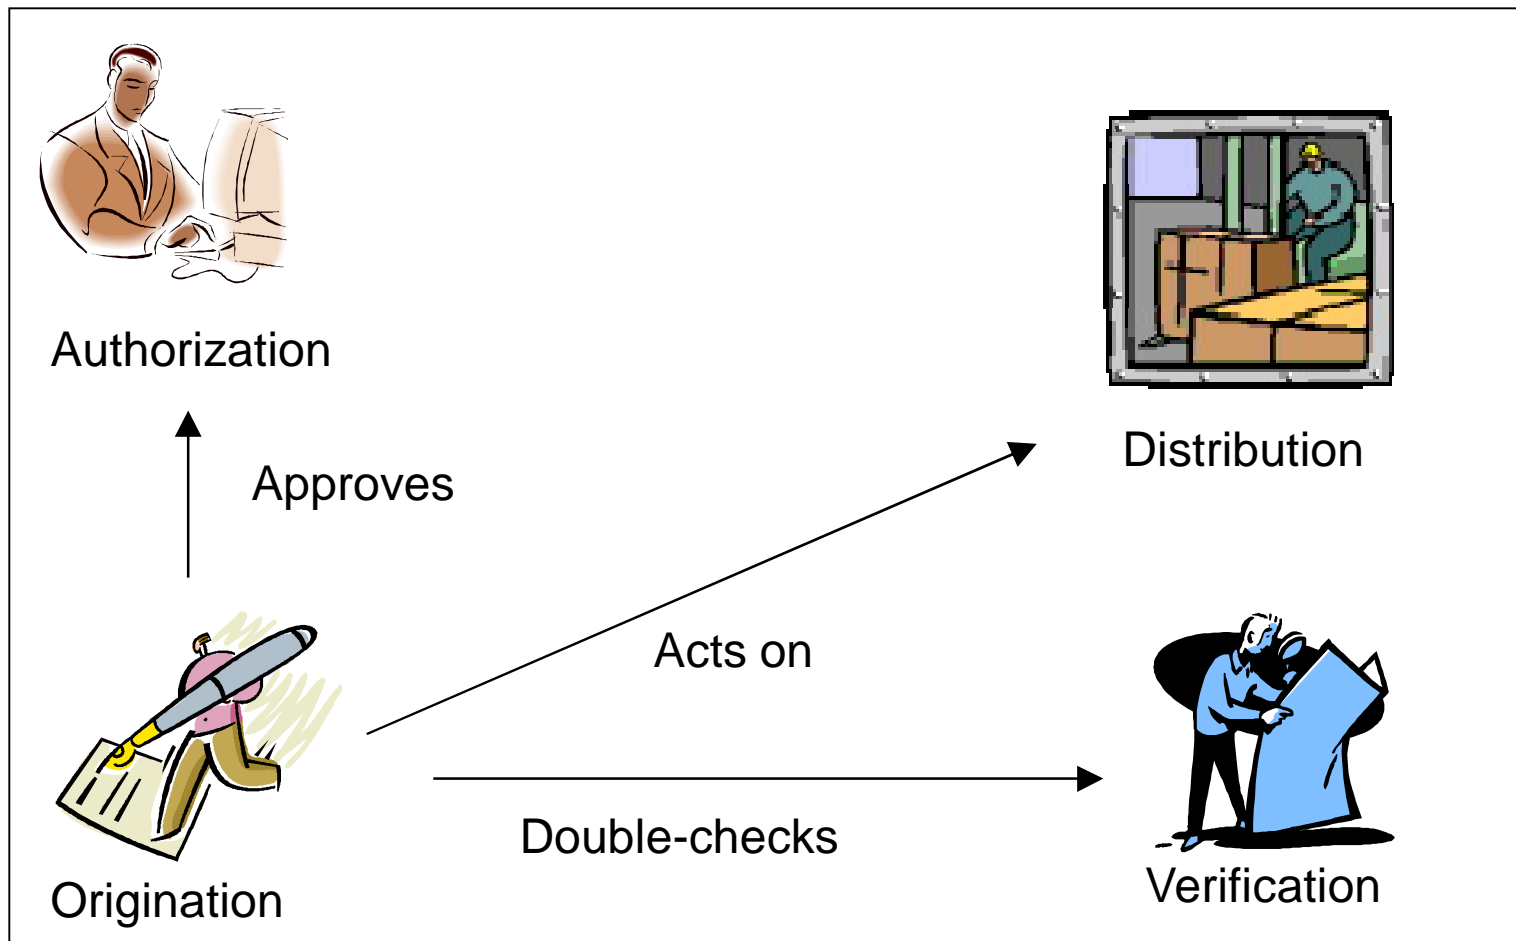 Authorization
Distribution
Approves
Acts on
Double-checks
Verification
Origination